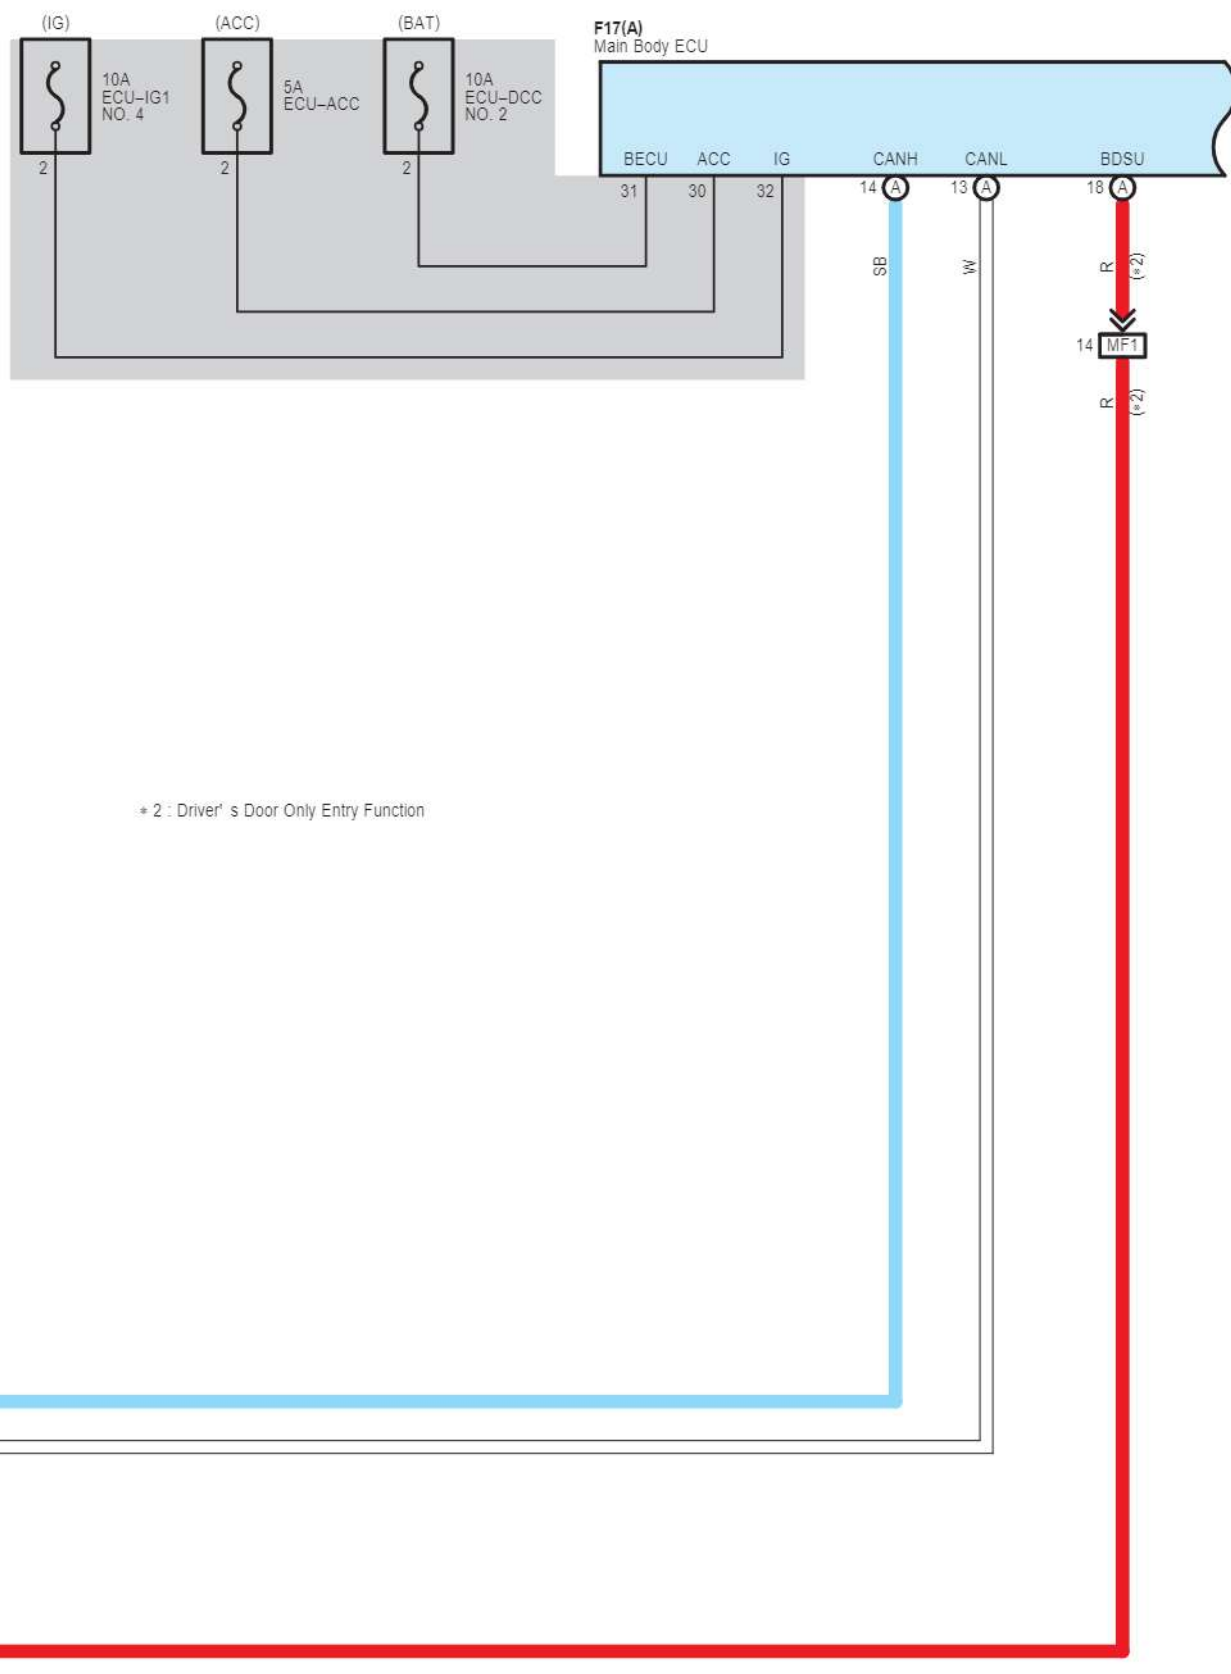 (IG)
(ACC)
(BAT)
F17(A)
Main Body ECU
10A
ECU–IG1
NO. 4
5A
ECU–ACC
10A
ECU–DCC
NO. 2
2
2
2
BECU
ACC
IG
CANH
CANL
BDSU
31
30
32
14 A
13 A
18 A
SB
W
R
(*2)
14 MF1
R
(*2)
* 2 : Driver' s Door Only Entry Function